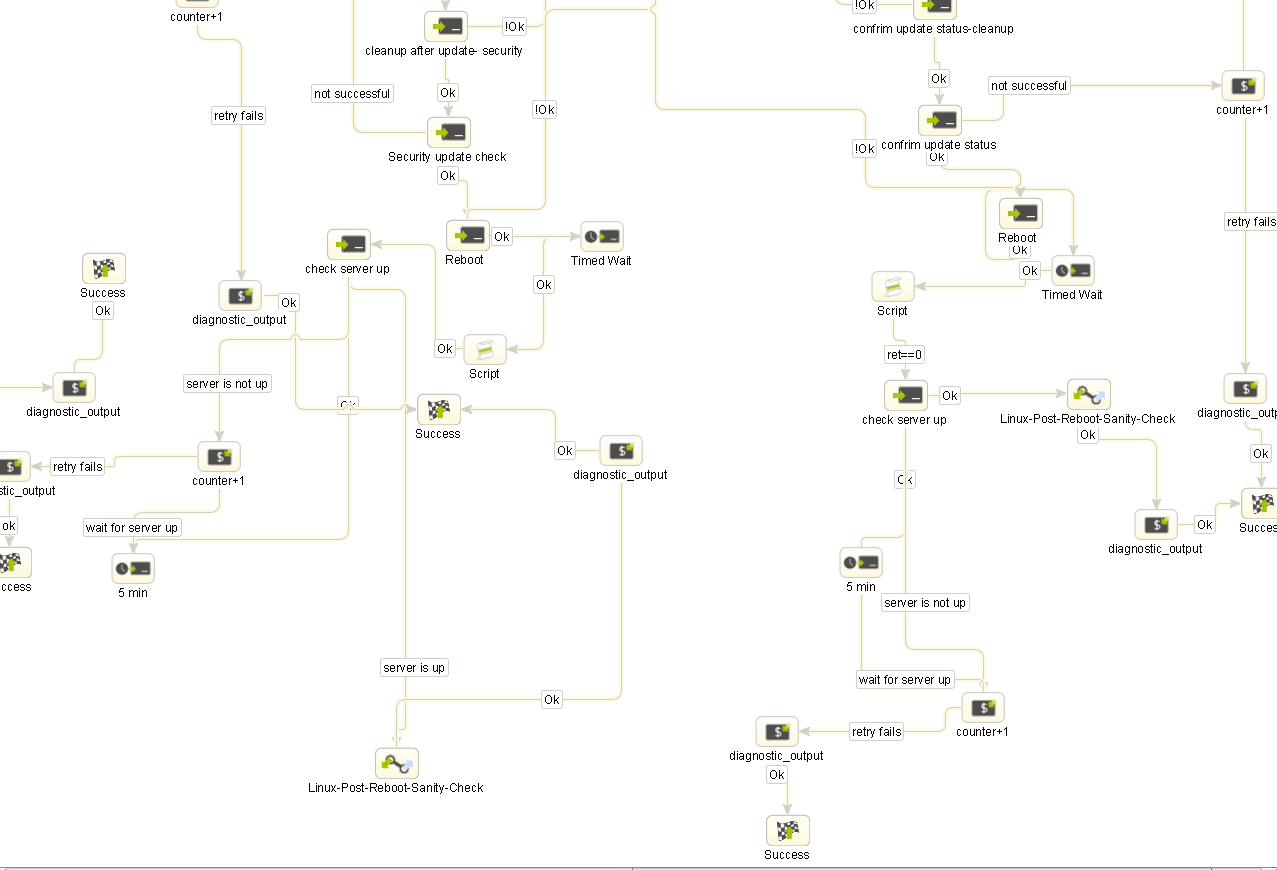 counter+1
!Ok
!Ok
confrim update status-cleanup
cleanup after update- security
Ok
not successful
Ok
not successful
!Ok
counter+1
retry fails
Security update check
!Ok
confrim update status
Ok
Ok
retry fails
Reboot
Ok
Timed Wait
Reboot
Ok
check server up
Ok
Timed Wait
Success
Ok
Ok
Script
Ok
diagnostic_output
Ok
Script
ret==0
server is not up
Ok
diagnostic_output
Success
Ok
check server up
Linux-Post-Reboot-Sanity-Check
Ok
diagnostic_outp
Ok
Ok
diagnostic_output
retry fails
counter+1
stic_output
Ok
ok
wait for server up
Ok
Succes
diagnostic_output
ccess
5 min
5 min
server is not up
server is up
wait for server up
Ok
counter+1
retry fails
diagnostic_output
Ok
Linux-Post-Reboot-Sanity-Check
Success